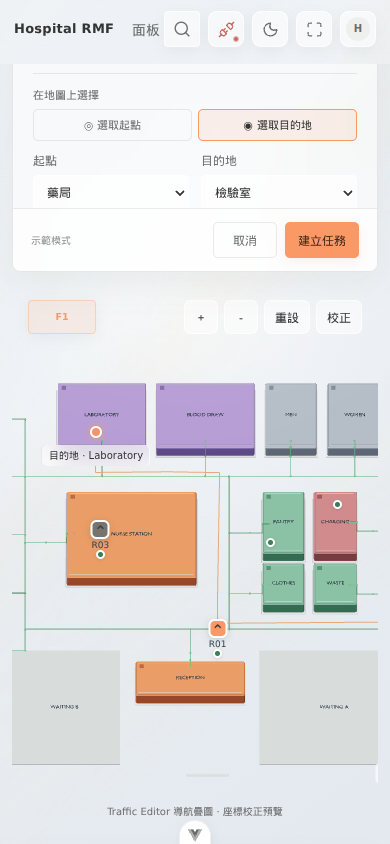 Hospital RMF 面板 H
在地圖上選擇
◎ 選取起點 ◉ 選取目的地
起點 目的地
藥局 檢驗室
示範模式 取消 建立任務
F1 + - 重設 校正
LABORATORY BLOOD DRAW MEN WOMEN
目的地 · Laboratory
NURSE STATION PANTRY CHARGING
R03
CLOTHES WASTE
R01
RECEPTION
WAITING B WAITING A
Traffic Editor 導航疊圖 · 座標校正預覽